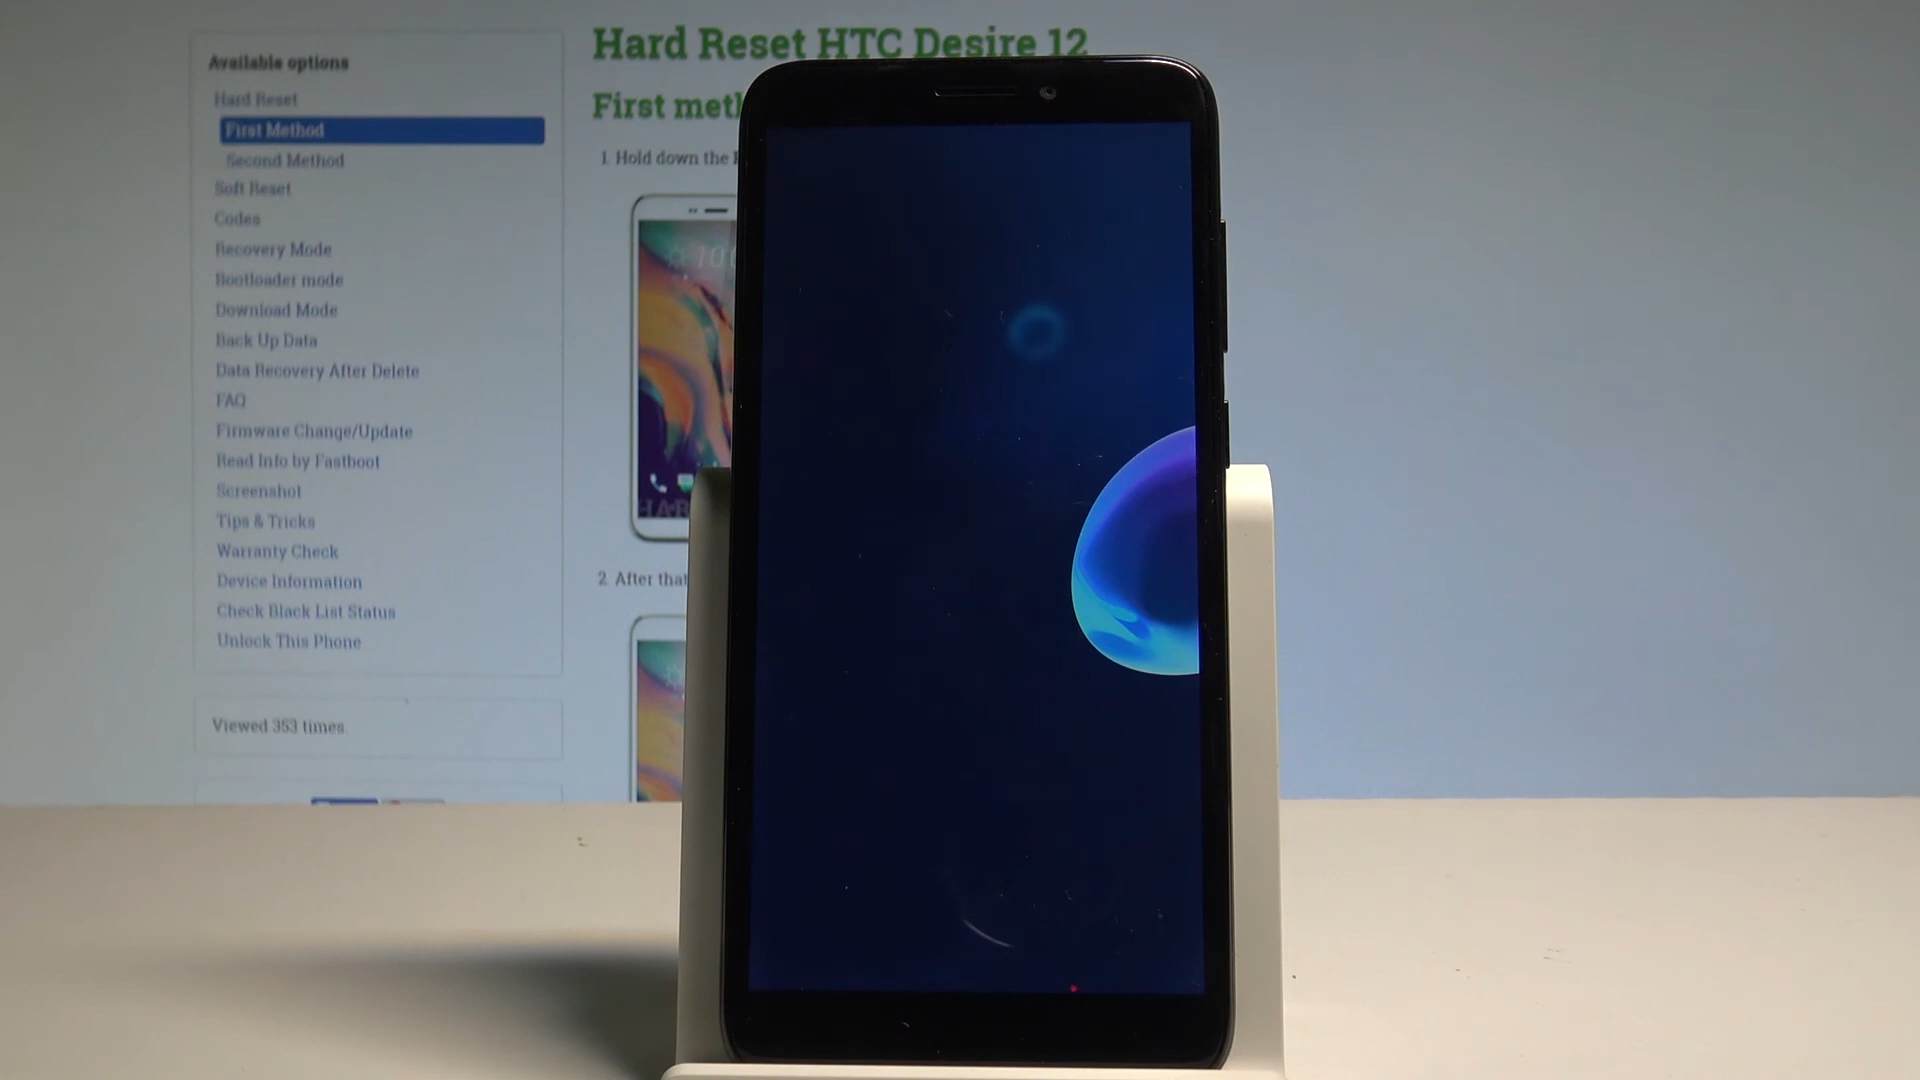 Available options
Hard Reset
First Method
Second Method
Soft Reset
Codes
Recovery Mode
Bootloader mode
Download Mode
Back Up Data
Data Recovery After Delete
FAQ
Firmware Change/Update
Read Info by Fastboot
Screenshot
Tips & Tricks
Warranty Check
Device Information
Check Black List Status
Unlock This Phone
Viewed 353 times.
Hard Reset HTC Desire 12
First
1. Hold down the
2. After that